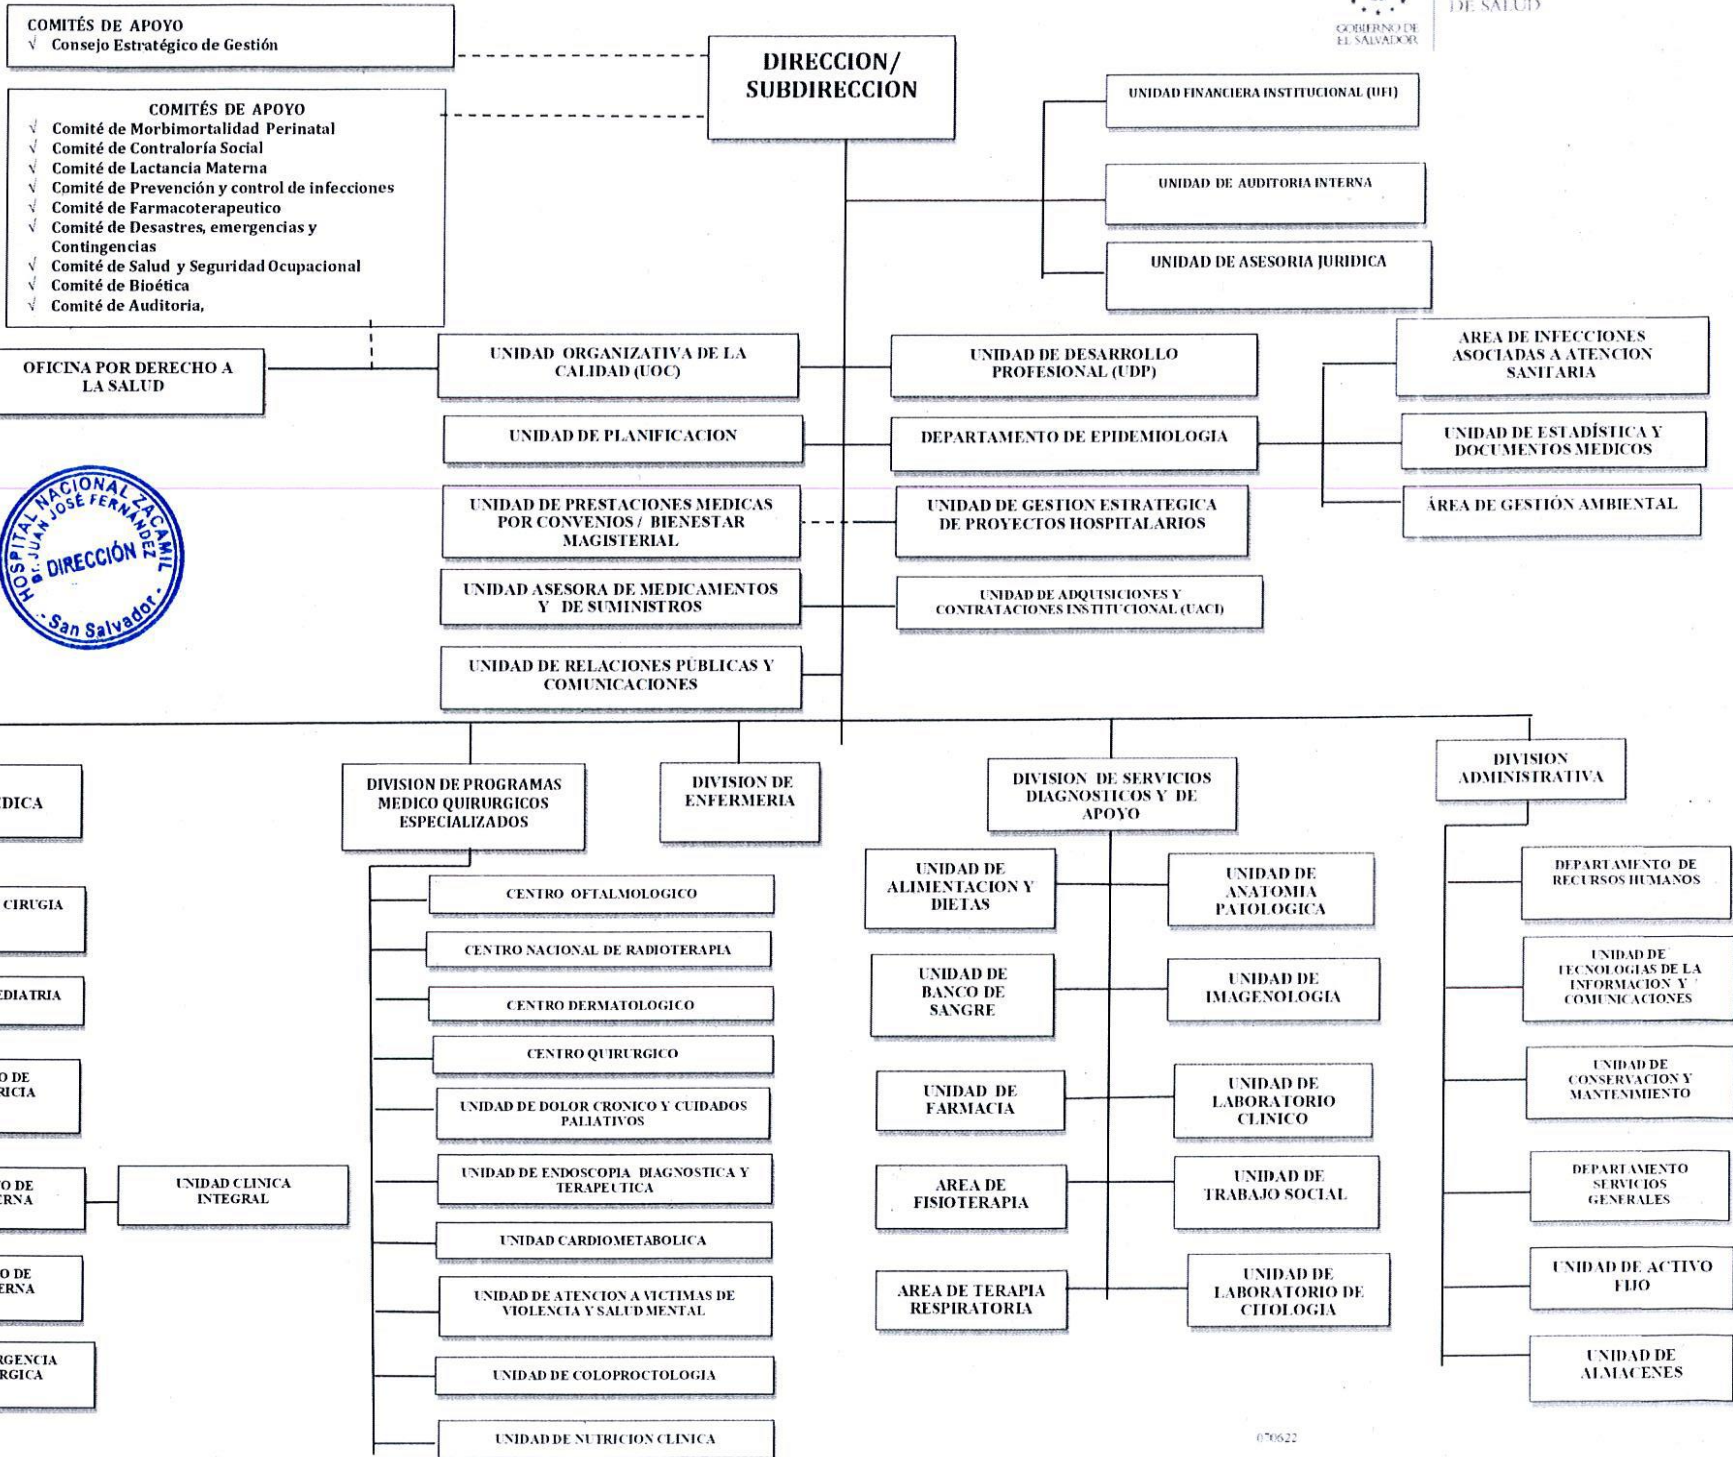 COMITÉS DE APOYO
√ Consejo Estratégico de Gestión
DE SALUD
GOBIERNO DE
EL SALVADOR
DIRECCION/
SUBDIRECCION
COMITÉS DE APOYO
√ Comité de Morbimortalidad Perinatal
√ Comité de Contraloría Social
√ Comité de Lactancia Materna
√ Comité de Prevención y control de infecciones
√ Comité de Farmacoterapeutico
√ Comité de Desastres, emergencias y
Contingencias
√ Comité de Salud y Seguridad Ocupacional
√ Comité de Bioética
√ Comité de Auditoria,
UNIDAD FINANCIERA INSTITUCIONAL (UFI)
UNIDAD DE AUDITORIA INTERNA
UNIDAD DE ASESORIA JURIDICA
OFICINA POR DERECHO A
LA SALUD
UNIDAD ORGANIZATIVA DE LA
CALIDAD (UOC)
UNIDAD DE DESARROLLO
PROFESIONAL (UDP)
AREA DE INFECCIONES
ASOCIADAS A ATENCION
SANITARIA
UNIDAD DE PLANIFICACION
DEPARTAMENTO DE EPIDEMIOLOGIA
UNIDAD DE ESTADÍSTICA Y
DOCUMENTOS MEDICOS
UNIDAD DE PRESTACIONES MEDICAS
POR CONVENIOS / BIENESTAR
MAGISTERIAL
UNIDAD DE GESTION ESTRATEGICA
DE PROYECTOS HOSPITALARIOS
ÁREA DE GESTIÓN AMBIENTAL
HOSPITAL NACIONAL ZACAMIL
Dr. JUAN JOSÉ FERNÁNDEZ
DIRECCIÓN
- San Salvador. -
UNIDAD ASESORA DE MEDICAMENTOS
Y DE SUMINISTROS
UNIDAD DE ADQUISICIONES Y
CONTRATACIONES INSTITUCIONAL (UACI)
UNIDAD DE RELACIONES PÚBLICAS Y
COMUNICACIONES
EDICA
DIVISION DE PROGRAMAS
MEDICO QUIRURGICOS
ESPECIALIZADOS
DIVISION DE
ENFERMERIA
DIVISION DE SERVICIOS
DIAGNOSTICOS Y DE
APOYO
DIVISION
ADMINISTRATIVA
CIRUGIA
EDIATRIA
O DE
RICIA
TO DE
ERNA
UNIDAD CLINICA
INTEGRAL
O DE
ERNA
RGENCIA
RGICA
CENTRO OFTALMOLOGICO
CENTRO NACIONAL DE RADIOTERAPIA
CENTRO DERMATOLOGICO
CENTRO QUIRURGICO
UNIDAD DE DOLOR CRONICO Y CUIDADOS
PALIATIVOS
UNIDAD DE ENDOSCOPIA DIAGNOSTICA Y
TERAPEUTICA
UNIDAD CARDIOMETABOLICA
UNIDAD DE ATENCION A VICTIMAS DE
VIOLENCIA Y SALUD MENTAL
UNIDAD DE COLOPROCTOLOGIA
UNIDAD DE NUTRICION CLINICA
UNIDAD DE
ALIMENTACION Y
DIETAS
UNIDAD DE
ANATOMIA
PATOLOGICA
UNIDAD DE
BANCO DE
SANGRE
UNIDAD DE
IMAGENOLOGIA
UNIDAD DE
FARMACIA
UNIDAD DE
LABORATORIO
CLINICO
AREA DE
FISIOTERAPIA
UNIDAD DE
TRABAJO SOCIAL
AREA DE TERAPIA
RESPIRATORIA
UNIDAD DE
LABORATORIO DE
CITOLOGIA
DEPARTAMENTO DE
RECURSOS HUMANOS
UNIDAD DE
TECNOLOGIAS DE LA
INFORMACION Y
COMUNICACIONES
UNIDAD DE
CONSERVACION Y
MANTENIMIENTO
DEPARTAMENTO
SERVICIOS
GENERALES
UNIDAD DE ACTIVO
FIJO
UNIDAD DE
ALMACENES
070622